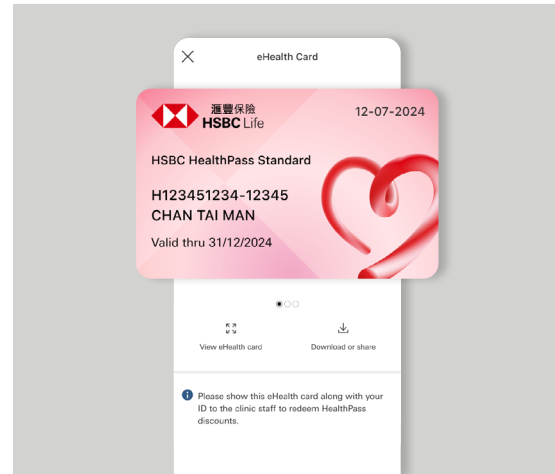 eHealth Card
滙豐保險
HSBC Life
12-07-2024
HSBC HealthPass Standard
H123451234-12345
CHAN TAI MAN
Valid thru 31/12/2024
View eHealth card
Download or share
Please show this eHealth card along with your
ID to the clinic staff to redeem HealthPass
discounts.